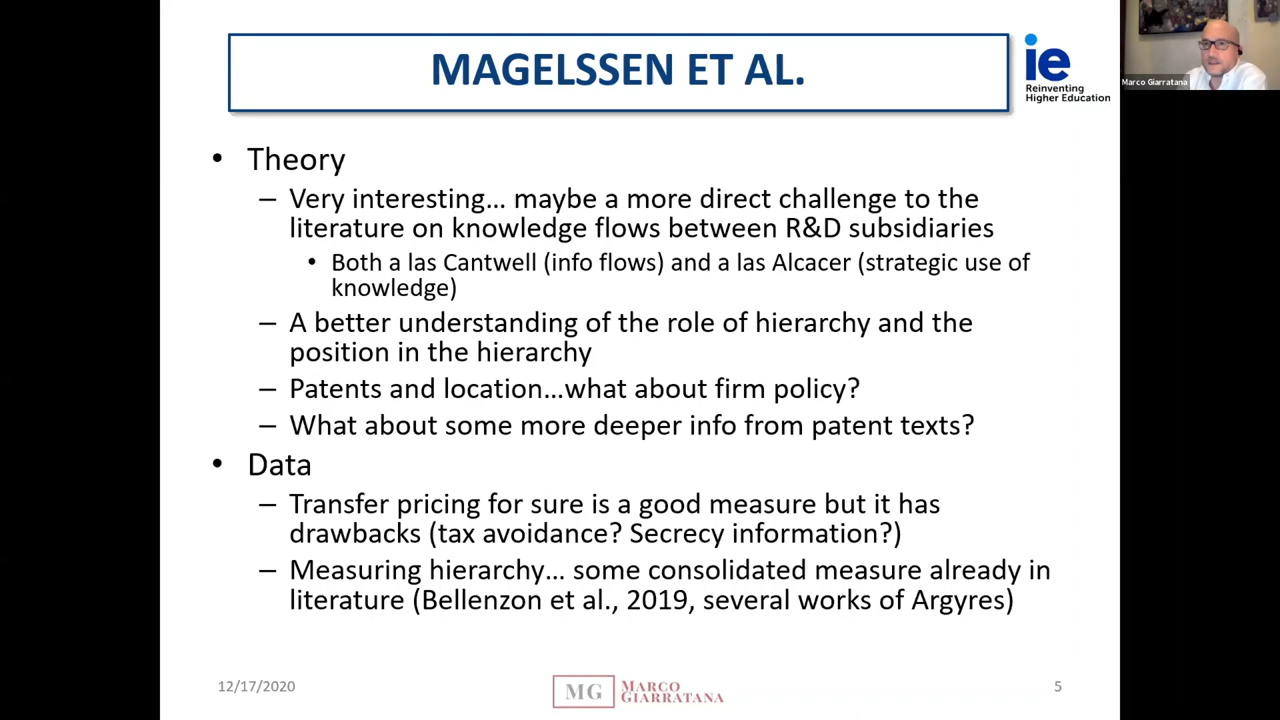 MAGELSSEN ET AL.
ie
Reinventing
Higher Education
Marco Giarratana
• Theory
– Very interesting… maybe a more direct challenge to the
literature on knowledge flows between R&D subsidiaries
• Both a las Cantwell (info flows) and a las Alcacer (strategic use of
knowledge)
– A better understanding of the role of hierarchy and the
position in the hierarchy
– Patents and location…what about firm policy?
– What about some more deeper info from patent texts?
• Data
– Transfer pricing for sure is a good measure but it has
drawbacks (tax avoidance? Secrecy information?)
– Measuring hierarchy… some consolidated measure already in
literature (Bellenzon et al., 2019, several works of Argyres)
12/17/2020
MG
MARCO
GIARRATANA
5